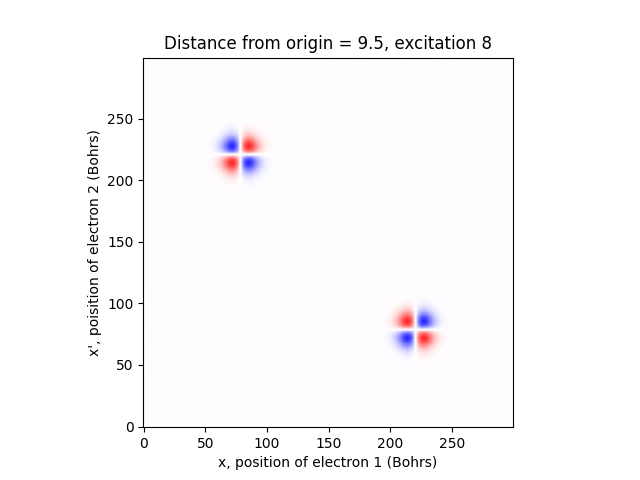 Distance from origin = 9.5, excitation 8
x', poisition of electron 2 (Bohrs)
250
200
150
100
50
0
0 50 100 150 200 250
x, position of electron 1 (Bohrs)